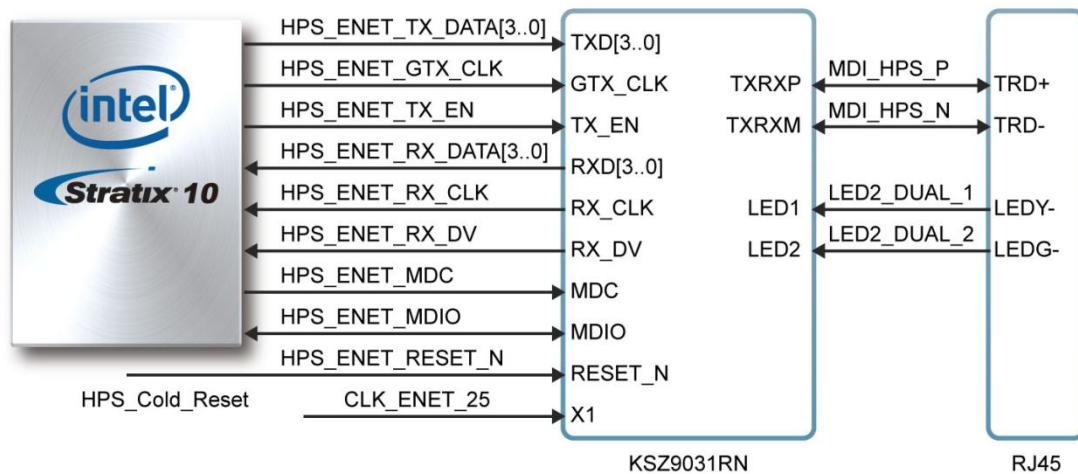 HPS_ENET_TX_DATA[3..0]
TXD[3..0]
HPS_ENET_GTX_CLK
GTX_CLK
TXRXP
MDI_HPS_P
TRD+
intel
HPS_ENET_TX_EN
TX_EN
TXRXM
MDI_HPS_N
TRD-
HPS_ENET_RX_DATA[3..0]
RXD[3..0]
Stratix 10
HPS_ENET_RX_CLK
RX_CLK
LED1
LED2_DUAL_1
LEDY-
HPS_ENET_RX_DV
RX_DV
LED2
LED2_DUAL_2
LEDG-
HPS_ENET_MDC
MDC
HPS_ENET_MDIO
MDIO
HPS_ENET_RESET_N
RESET_N
HPS_Cold_Reset
CLK_ENET_25
X1
KSZ9031RN
RJ45